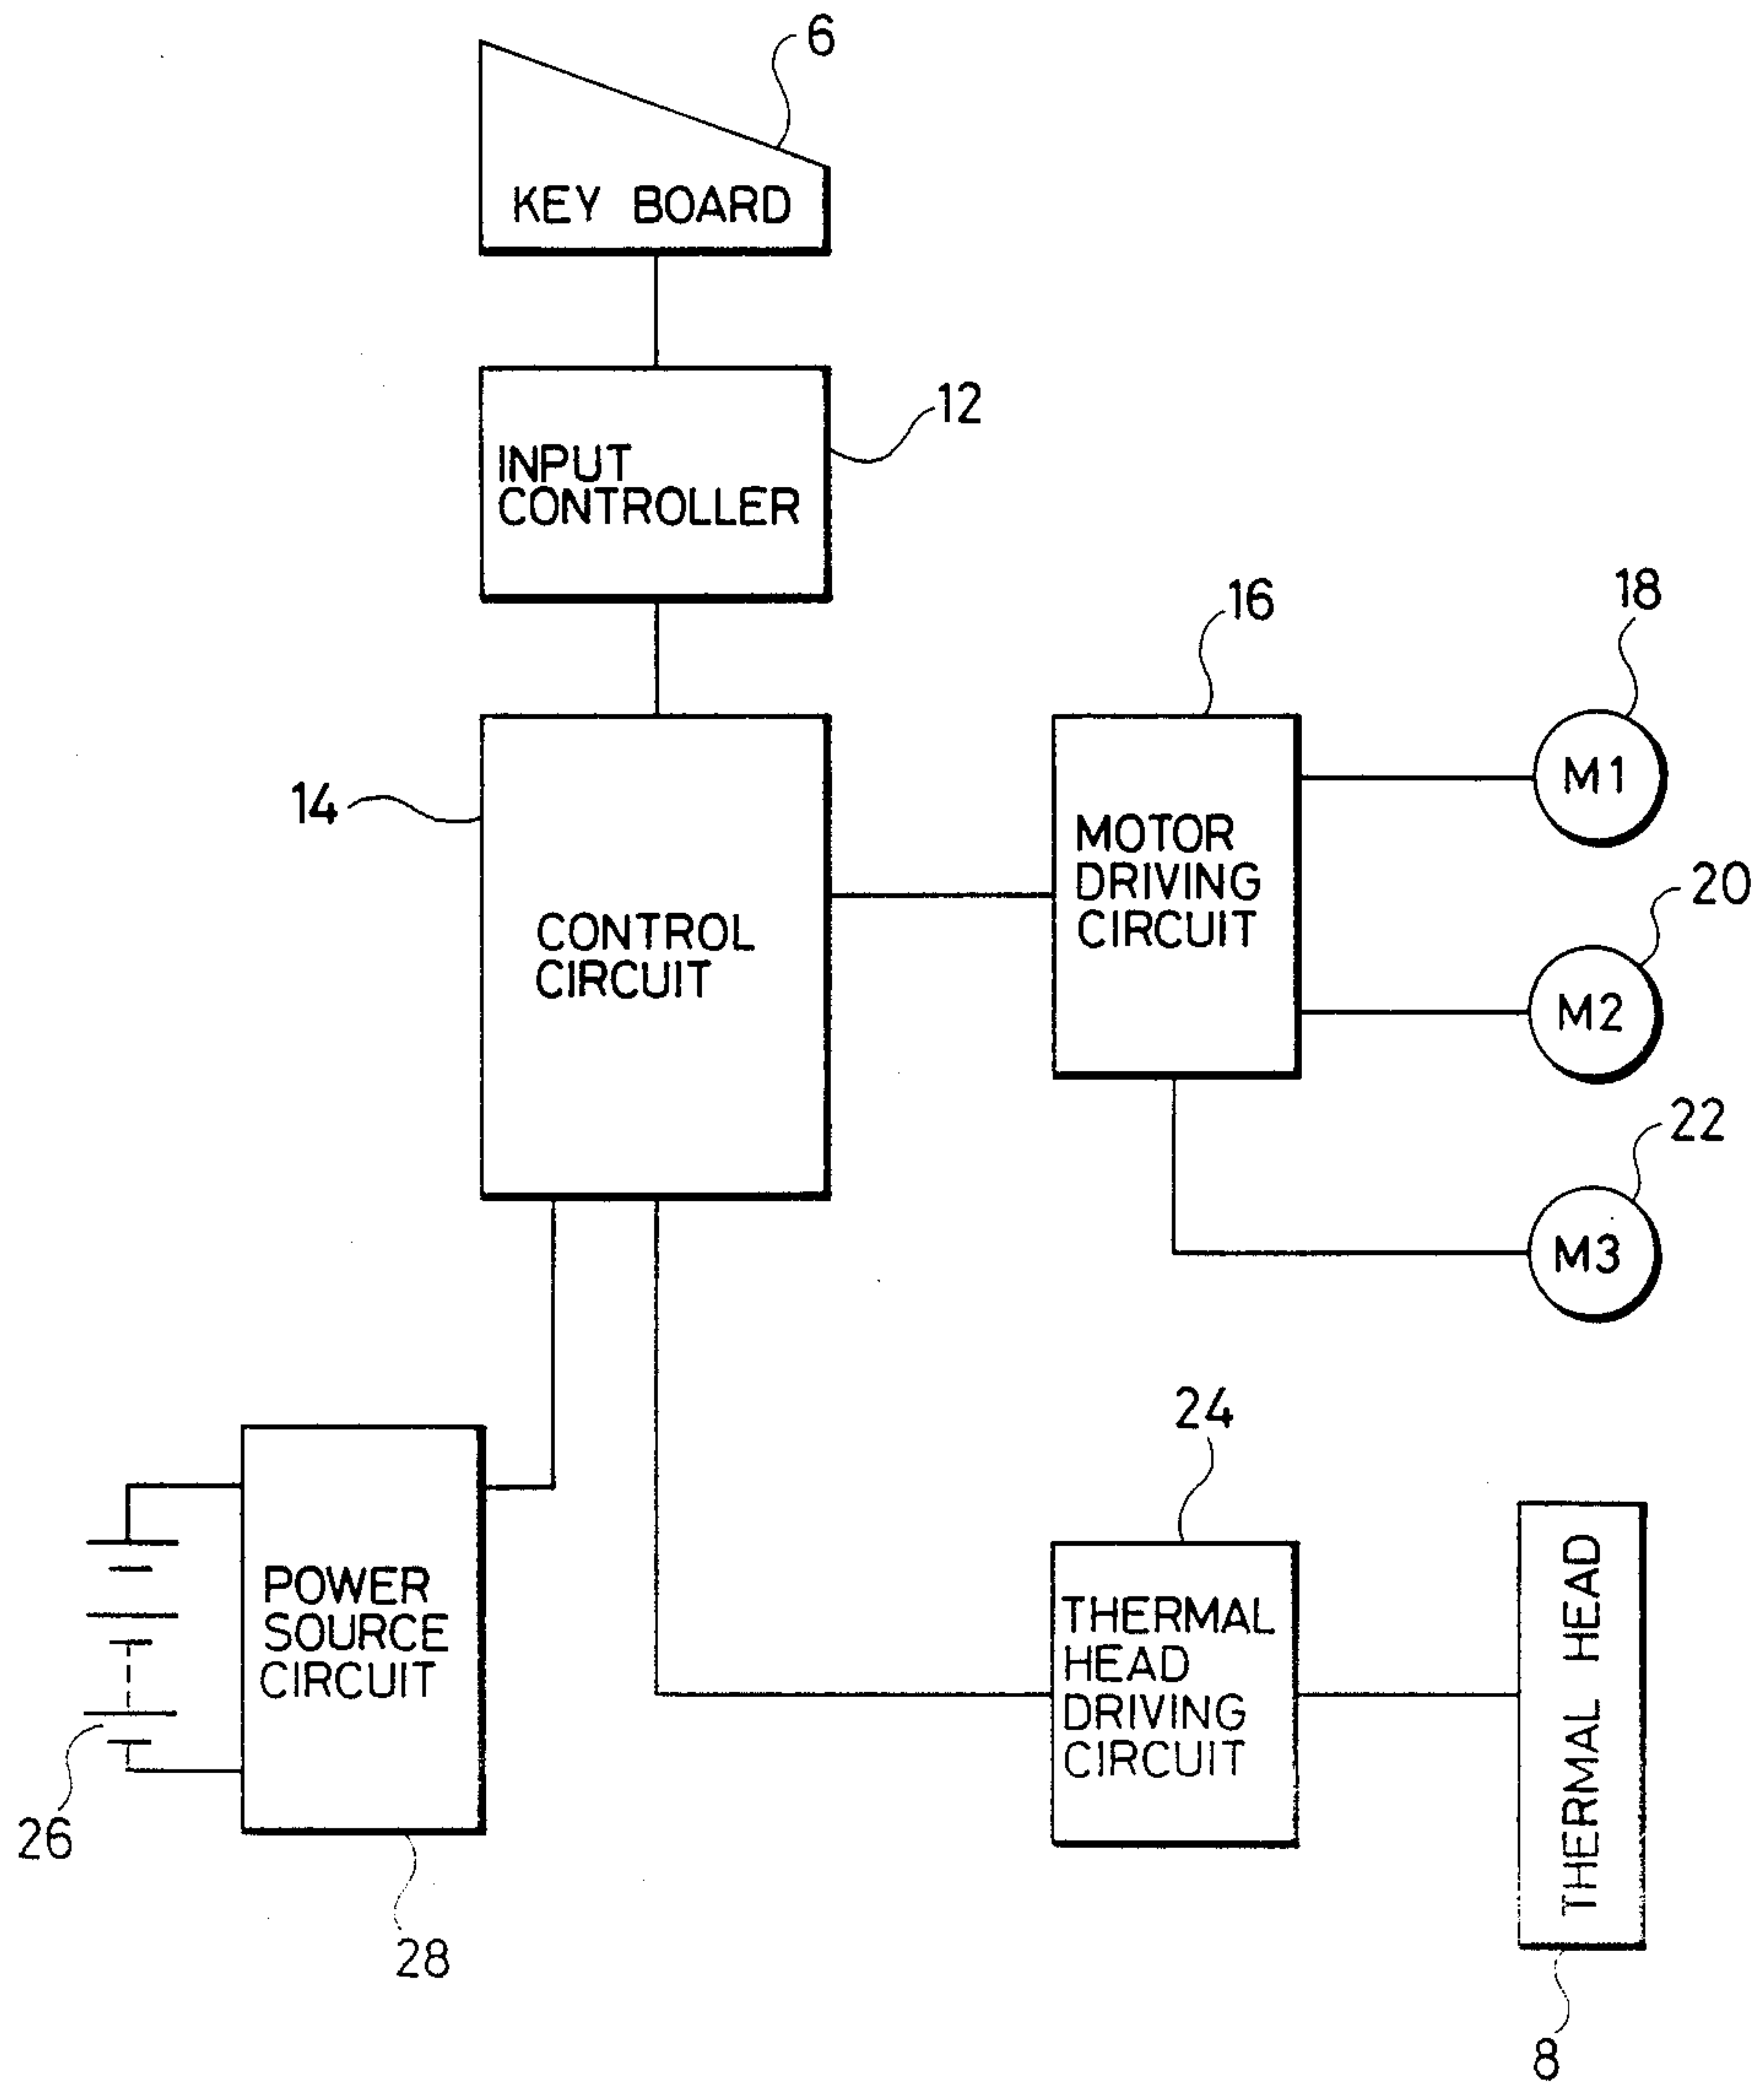 6
KEY BOARD
12
INPUT
CONTROLLER
16
18
14
M1
MOTOR
DRIVING
CIRCUIT
20
CONTROL
CIRCUIT
M2
22
M3
24
POWER
SOURCE
CIRCUIT
THERMAL
HEAD
DRIVING
CIRCUIT
THERMAL HEAD
26
28
8